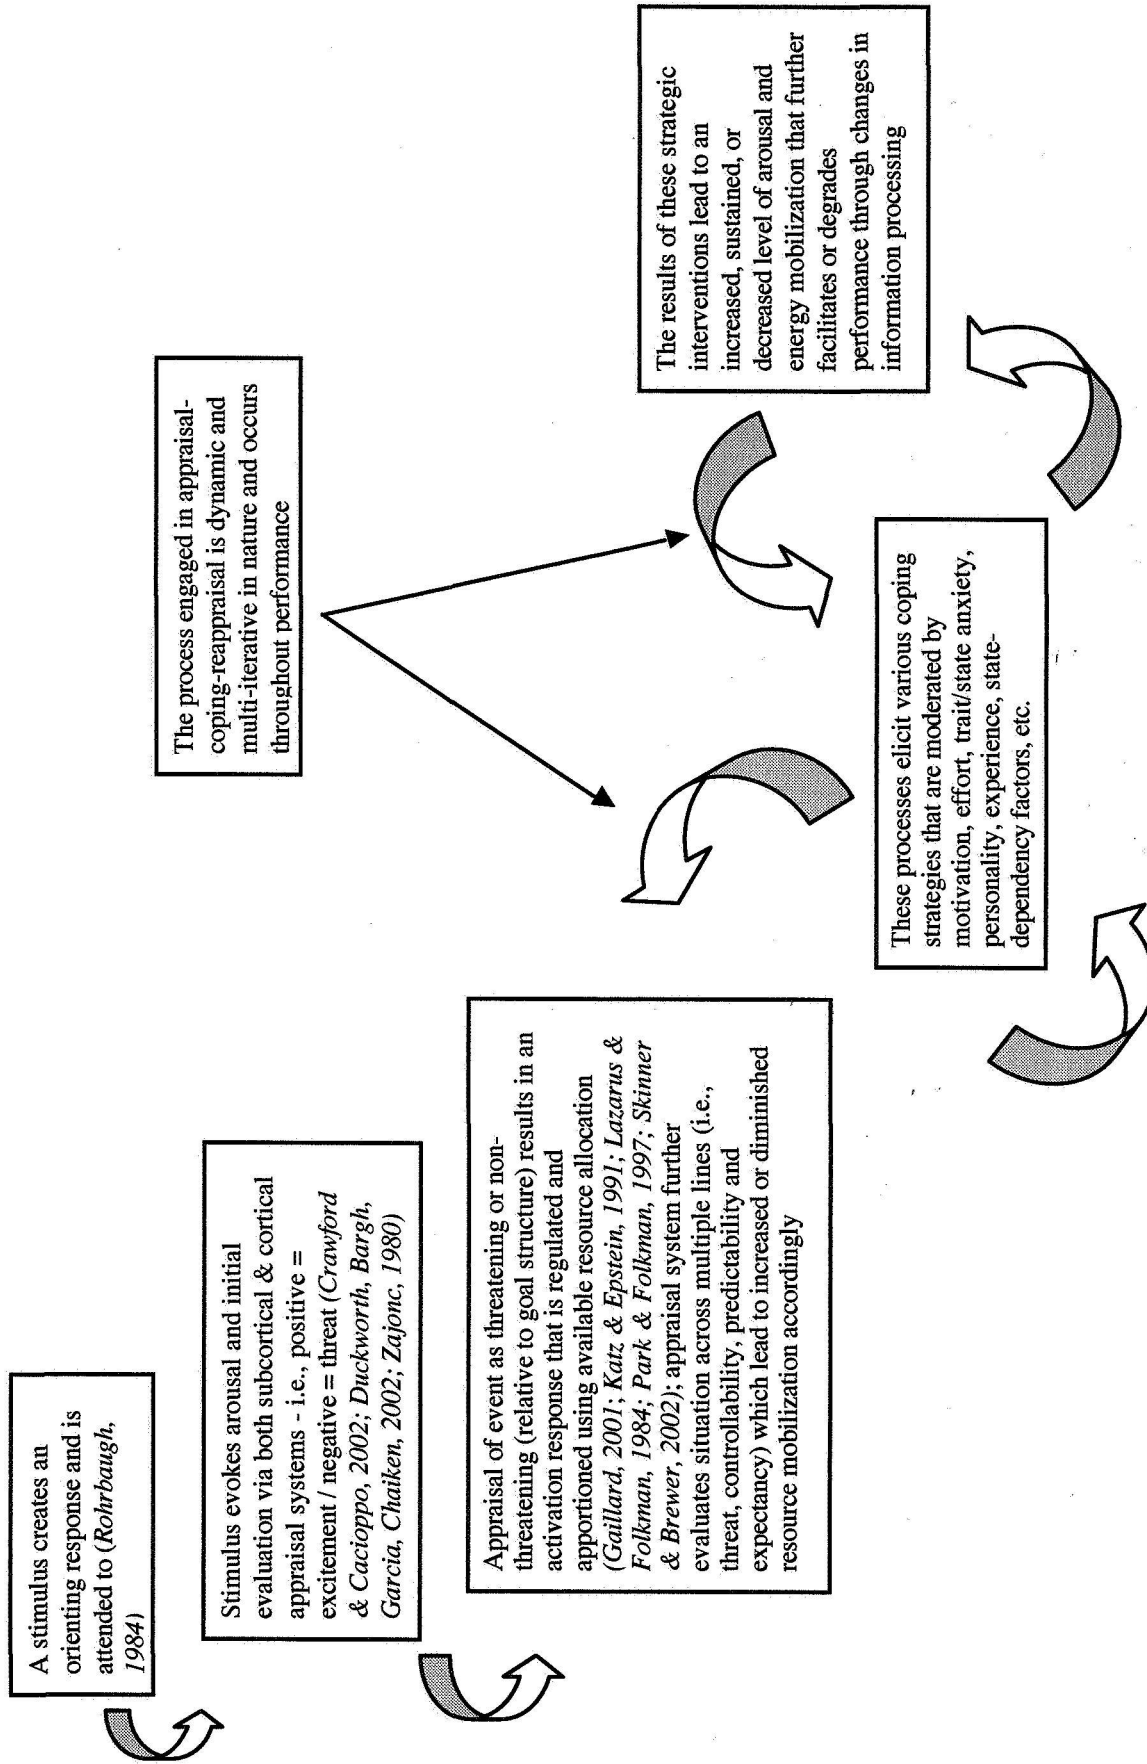 A stimulus creates an
orienting response and is
attended to (Rohrbaugh,
1984)
Stimulus evokes arousal and initial
evaluation via both subcortical & cortical
appraisal systems - i.e., positive =
excitement / negative = threat (Crawford
& Cacioppo, 2002; Duckworth, Bargh,
Garcia, Chaiken, 2002; Zajonc, 1980)
Appraisal of event as threatening or non-
threatening (relative to goal structure) results in an
activation response that is regulated and
apportioned using available resource allocation
(Gaillard, 2001; Katz & Epstein, 1991; Lazarus &
Folkman, 1984; Park & Folkman, 1997; Skinner
& Brewer, 2002); appraisal system further
evaluates situation across multiple lines (i.e.,
threat, controllability, predictability and
expectancy) which lead to increased or diminished
resource mobilization accordingly
These processes elicit various coping
strategies that are moderated by
motivation, effort, trait/state anxiety,
personality, experience, state-
dependency factors, etc.
The process engaged in appraisal-
coping-reappraisal is dynamic and
multi-iterative in nature and occurs
throughout performance
The results of these strategic
interventions lead to an
increased, sustained, or
decreased level of arousal and
energy mobilization that further
facilitates or degrades
performance through changes in
information processing